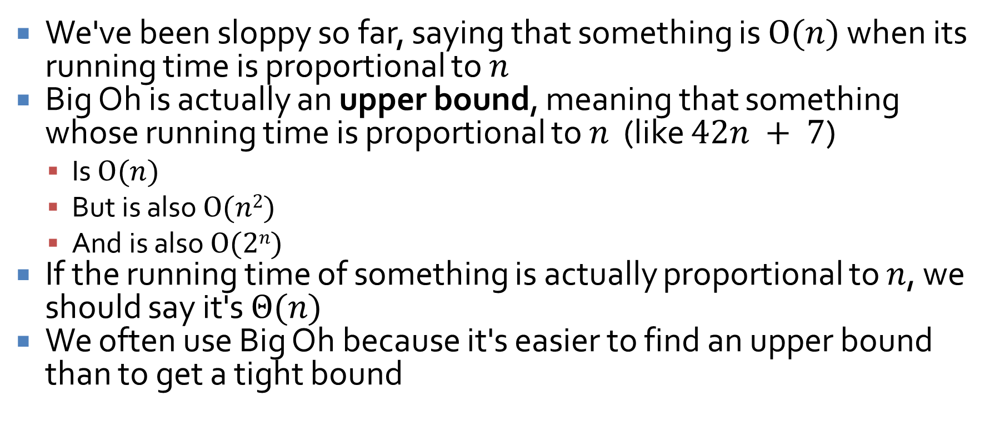 We've been sloppy so far, saying that something is O(n) when its
running time is proportional to n
Big Oh is actually an upper bound, meaning that something
whose running time is proportional to n (like 42n + 7)
Is O(n)
But is also O(n²)
And is also O(2ⁿ)
If the running time of something is actually proportional to n, we
should say it's Θ(n)
We often use Big Oh because it's easier to find an upper bound
than to get a tight bound